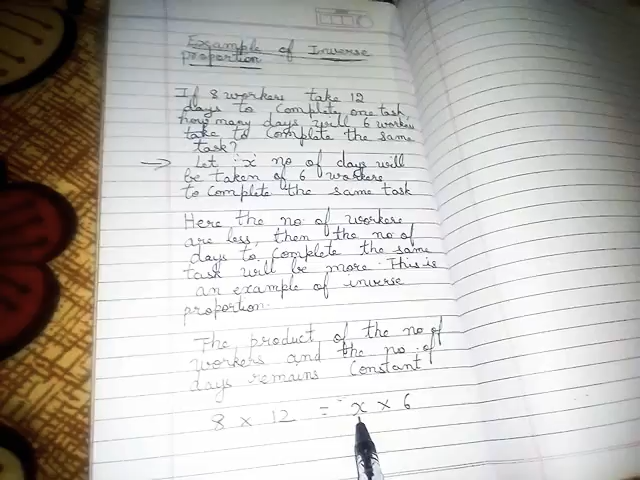 Example of Inverse
proportion
If 8 workers take 12
days to complete one task,
how many days will 6 workers
take to complete the same
task?
→ Let 'x' no of days will
be taken of 6 workers
to complete the same task
Here the no of workers
are less, then the no of
days to complete the same
task will be more. This is
an example of inverse
proportion.
The product of the no of
workers and the no of
days remains constant
8 × 12 = x × 6